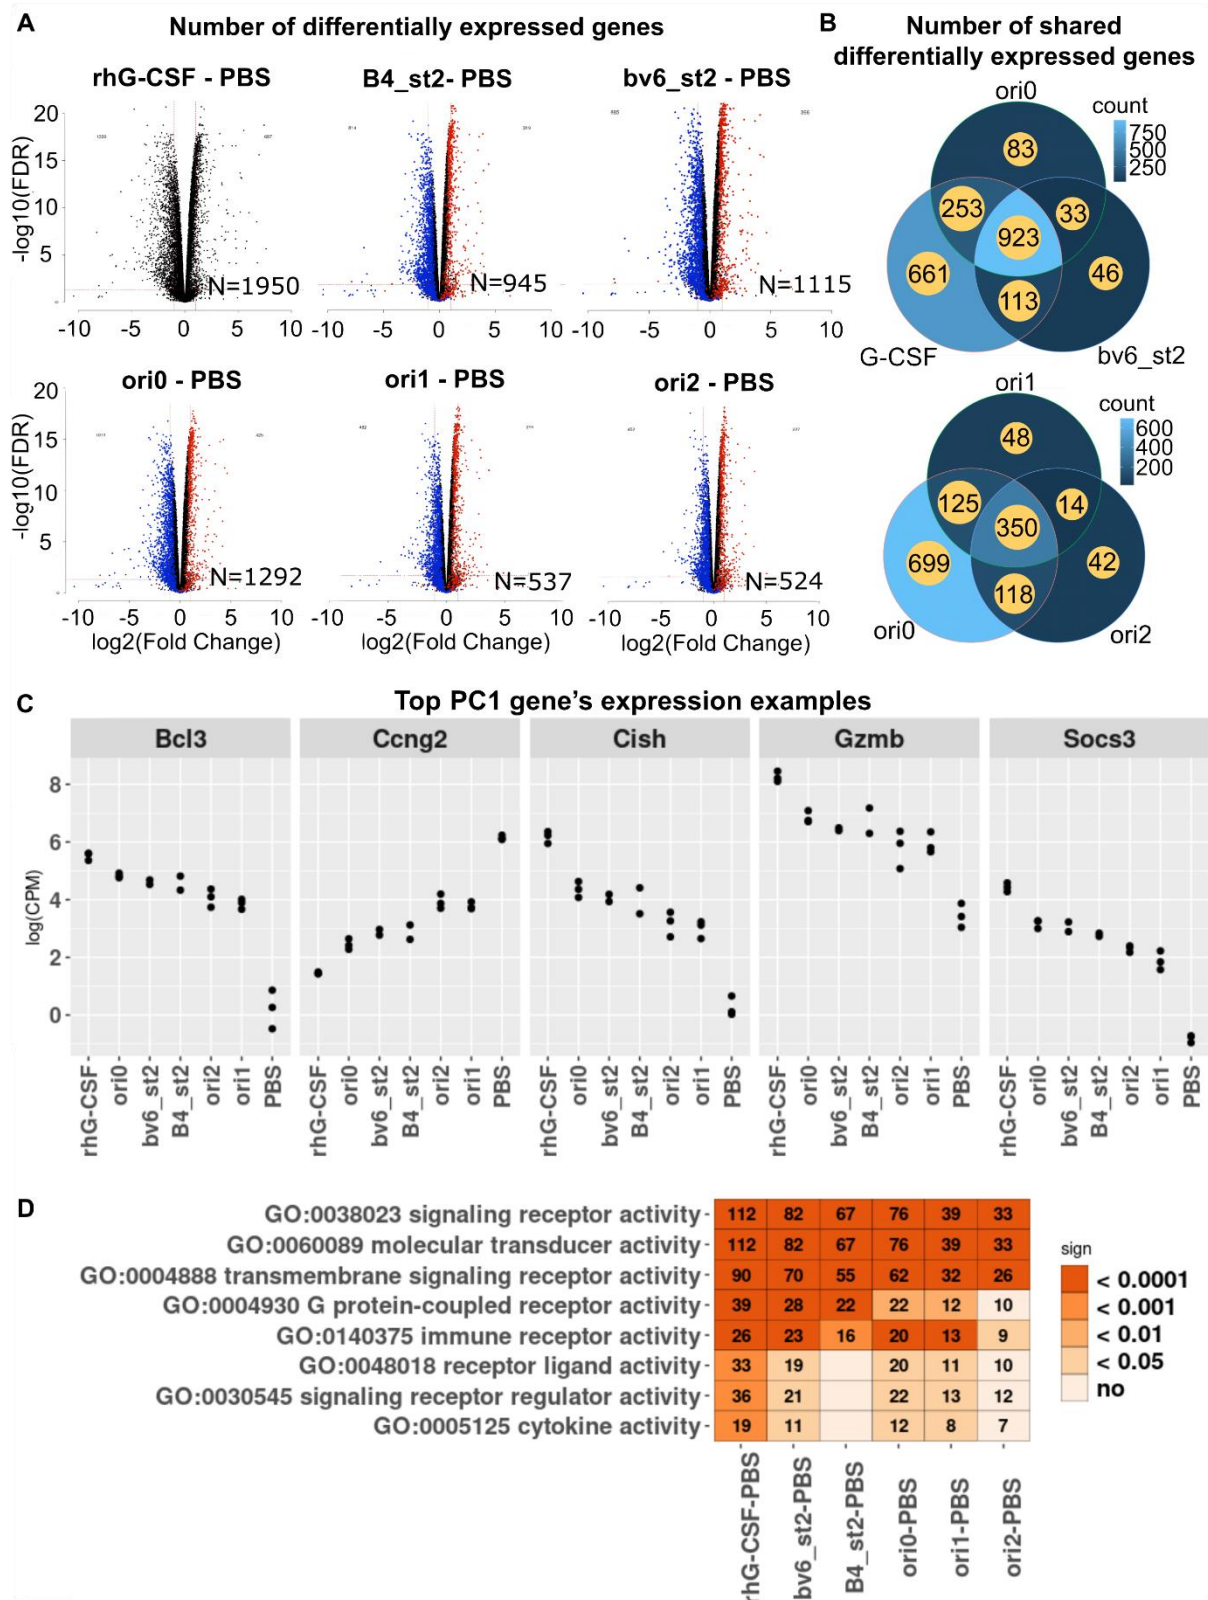 A
Number of differentially expressed genes
rhG-CSF - PBS
B4_st2- PBS
bv6_st2 - PBS
20
15
10
5
-log10(FDR)
N=1950
N=945
N=1115
-10 -5 0 5 10
-10 -5 0 5 10
-10 -5 0 5 10
ori0 - PBS
ori1 - PBS
ori2 - PBS
20
15
10
5
-log10(FDR)
N=1292
N=537
N=524
-10 -5 0 5 10
-10 -5 0 5 10
-10 -5 0 5 10
log2(Fold Change)
log2(Fold Change)
log2(Fold Change)
B
Number of shared
differentially expressed genes
ori0
count
750
500
250
83
253
33
923
661
46
113
G-CSF
bv6_st2
ori1
count
600
400
200
48
125
14
350
699
42
118
ori0
ori2
C
Top PC1 gene’s expression examples
Bcl3
Ccng2
Cish
Gzmb
Socs3
8
6
4
2
0
log(CPM)
rhG-CSF
ori0
bv6_st2
B4_st2
ori2
ori1
PBS
rhG-CSF
ori0
bv6_st2
B4_st2
ori2
ori1
PBS
rhG-CSF
ori0
bv6_st2
B4_st2
ori2
ori1
PBS
rhG-CSF
ori0
bv6_st2
B4_st2
ori2
ori1
PBS
rhG-CSF
ori0
bv6_st2
B4_st2
ori2
ori1
PBS
D
GO:0038023 signaling receptor activity 112 82 67 76 39 33
GO:0060089 molecular transducer activity 112 82 67 76 39 33
GO:0004888 transmembrane signaling receptor activity 90 70 55 62 32 26
GO:0004930 G protein-coupled receptor activity 39 28 22 22 12 10
GO:0140375 immune receptor activity 26 23 16 20 13 9
GO:0048018 receptor ligand activity 33 19 20 11 10
GO:0030545 signaling receptor regulator activity 36 21 22 13 12
GO:0005125 cytokine activity 19 11 12 8 7
rhG-CSF-PBS
bv6_st2-PBS
B4_st2-PBS
ori0-PBS
ori1-PBS
ori2-PBS
sign
< 0.0001
< 0.001
< 0.01
< 0.05
no